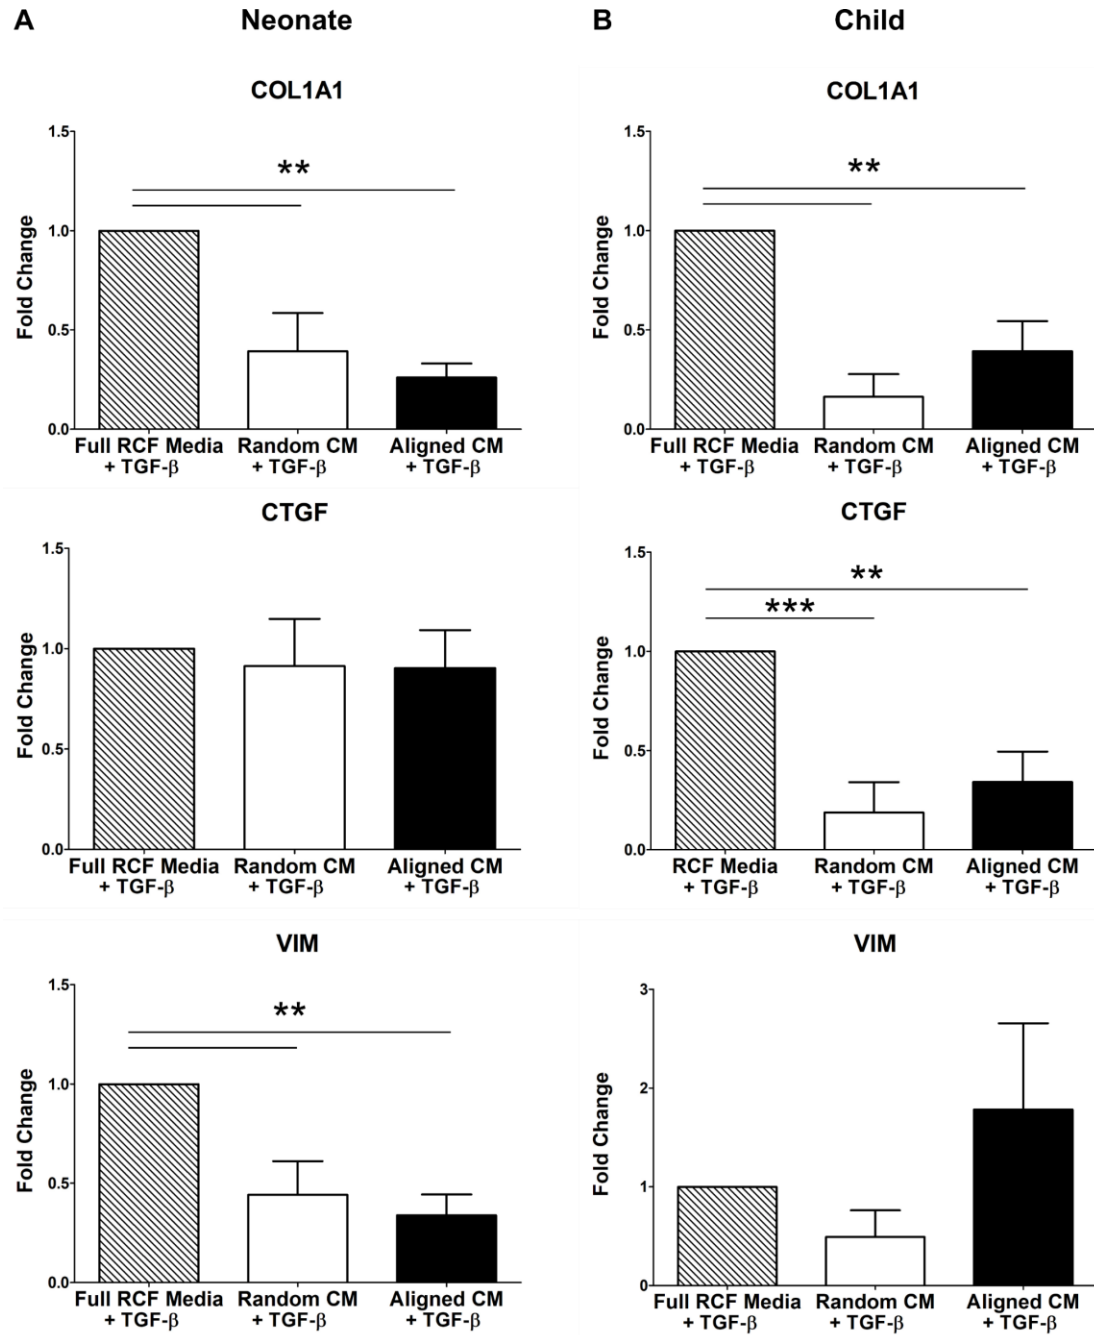 A Neonate
COL1A1
Fold Change
1.5
1.0
0.5
0.0
**
Full RCF Media Random CM Aligned CM
+ TGF-β + TGF-β + TGF-β
CTGF
Fold Change
1.5
1.0
0.5
0.0
Full RCF Media Random CM Aligned CM
+ TGF-β + TGF-β + TGF-β
VIM
Fold Change
1.5
1.0
0.5
0.0
**
Full RCF Media Random CM Aligned CM
+ TGF-β + TGF-β + TGF-β
B Child
COL1A1
Fold Change
1.5
1.0
0.5
0.0
**
Full RCF Media Random CM Aligned CM
+ TGF-β + TGF-β + TGF-β
CTGF
Fold Change
1.5
1.0
0.5
0.0
**
***
RCF Media Random CM Aligned CM
+ TGF-β + TGF-β + TGF-β
VIM
Fold Change
3
2
1
0
Full RCF Media Random CM Aligned CM
+ TGF-β + TGF-β + TGF-β